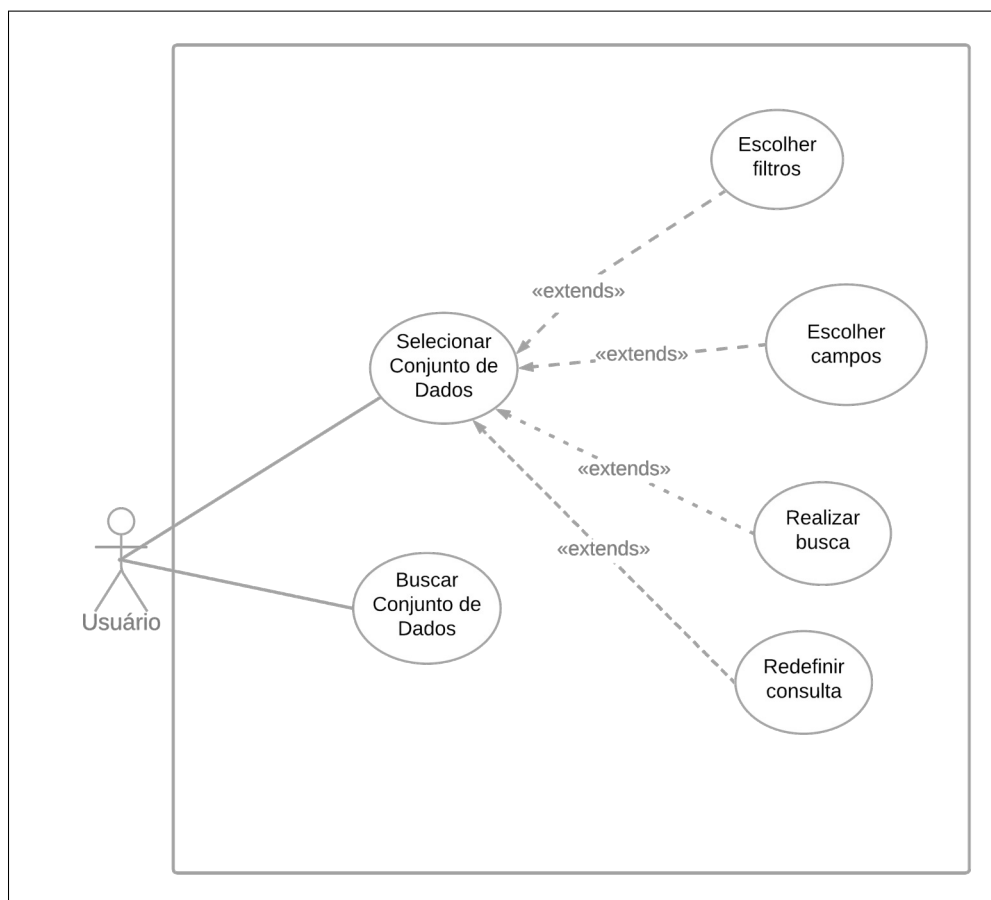 Escolher
filtros
«extends»
Selecionar
Conjunto de
Dados
«extends»
Escolher
campos
«extends»
Realizar
busca
«extends»
Buscar
Conjunto de
Dados
Usuário
Redefinir
consulta